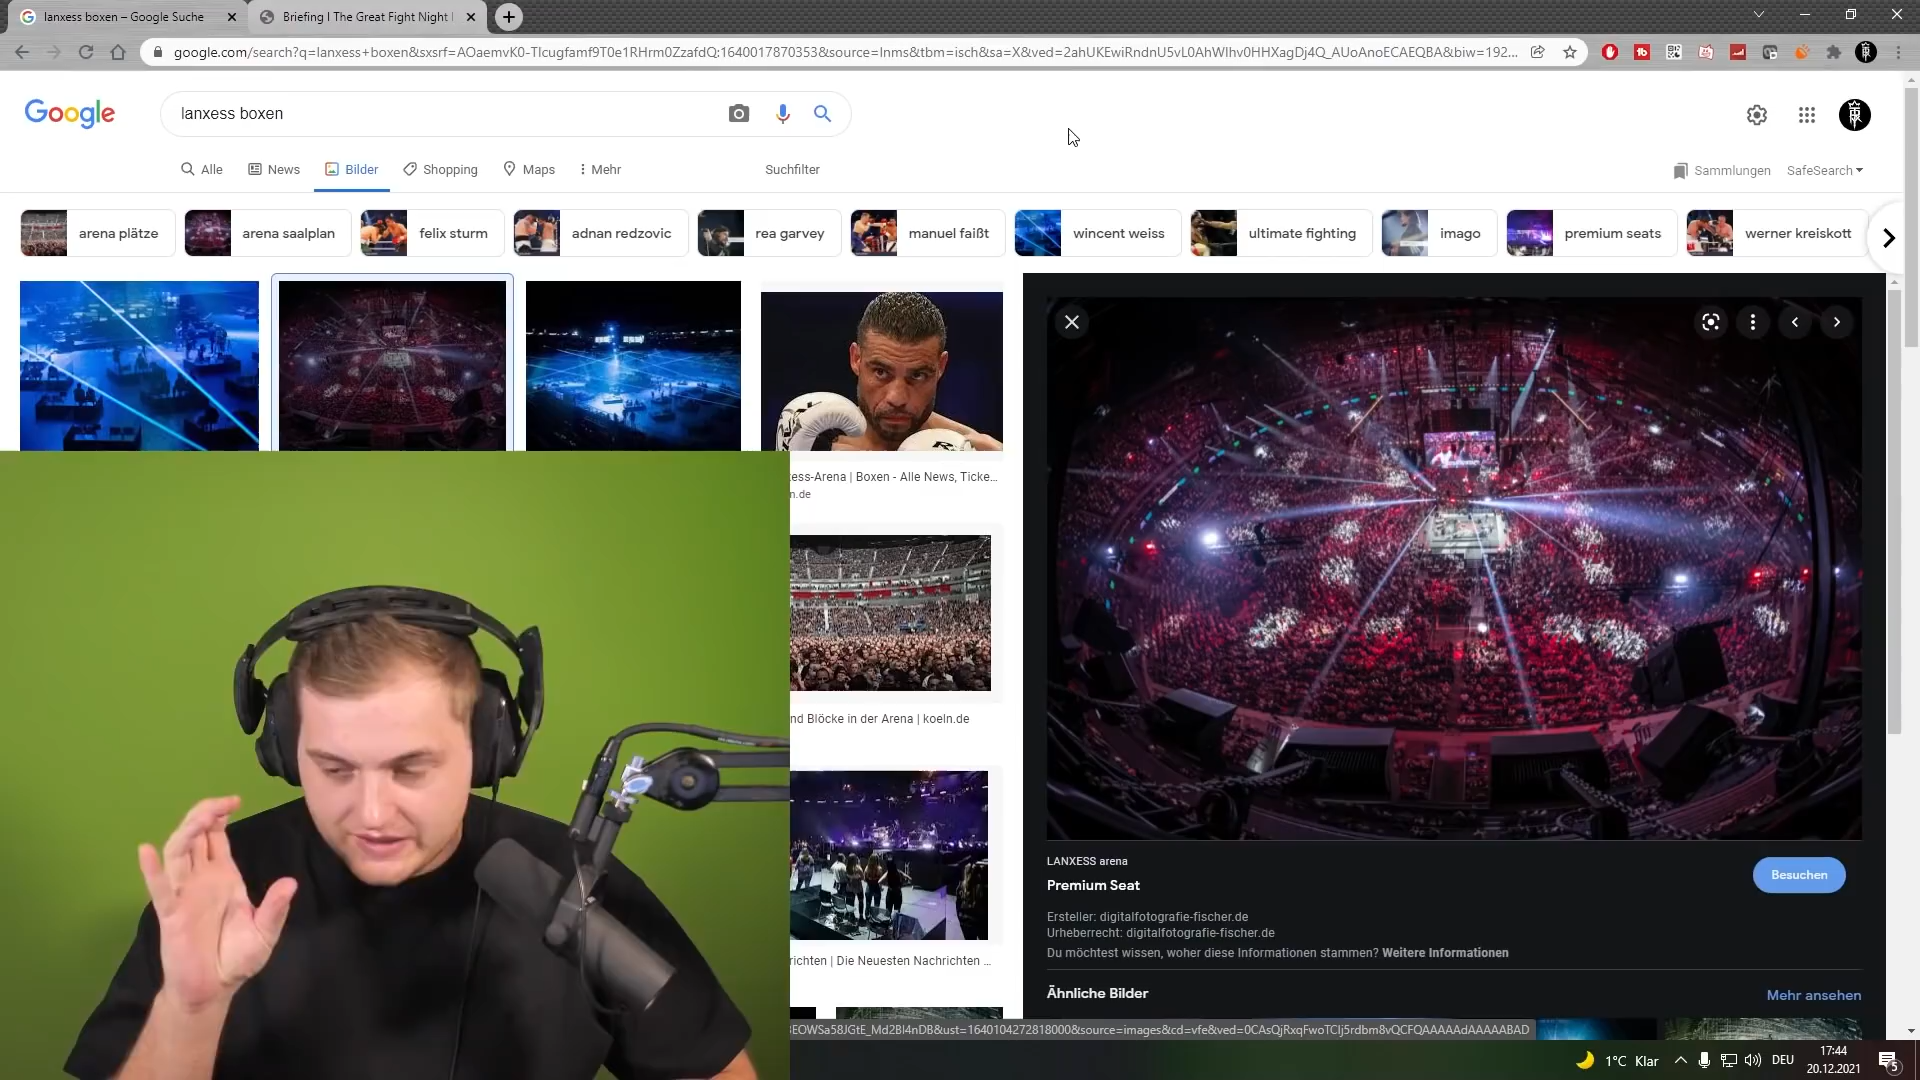 lanxess boxen – Google Suche
Briefing I The Great Fight Night
google.com/search?q=lanxess+boxen&sxsrf=AOaemvK0-TIcugfamf9T0e1RHrm0ZzafdQ:1640017870353&source=lnms&tbm=isch&sa=X&ved=2ahUKEwiRndnU5vL0AhWIhv0HHXagDj4Q_AUoAnoECAEQBA&biw=192...
Google
lanxess boxen
Alle
News
Bilder
Shopping
Maps
Mehr
Suchfilter
Sammlungen
SafeSearch
arena plätze
arena saalplan
felix sturm
adnan redzovic
rea garvey
manuel faißt
wincent weiss
ultimate fighting
imago
premium seats
werner kreiskott
ess-Arena | Boxen - Alle News, Ticke...
n.de
nd Blöcke in der Arena | koeln.de
richten | Die Neuesten Nachrichten ...
LANXESS arena
Premium Seat
Besuchen
Ersteller: digitalfotografie-fischer.de
Urheberrecht: digitalfotografie-fischer.de
Du möchtest wissen, woher diese Informationen stammen? Weitere Informationen
Ähnliche Bilder
Mehr ansehen
EOWSa58JGtE_Md2Bl4nDB&ust=1640104272818000&source=images&cd=vfe&ved=0CAsQjRxqFwoTCIj5rdbm8vQCFQAAAAAdAAAAABAD
1°C Klar
DEU
17:44
20.12.2021
5